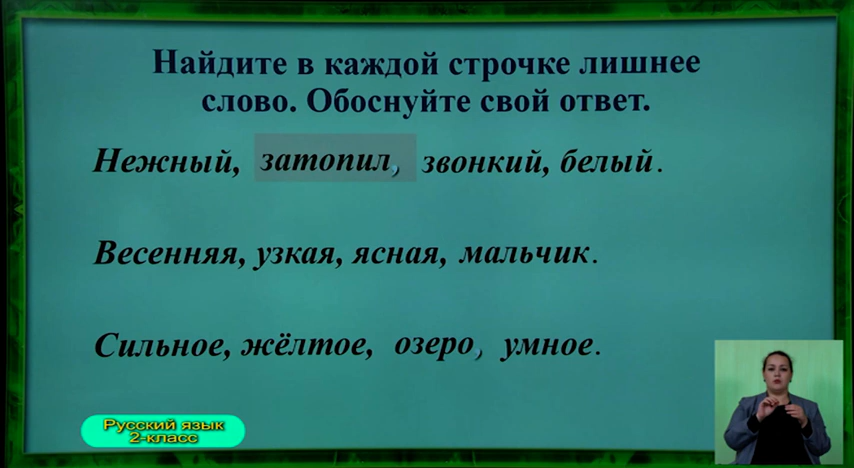 Найдите в каждой строчке лишнее
слово. Обоснуйте свой ответ.
Нежный, затопил, звонкий, белый.
Весенняя, узкая, ясная, мальчик.
Сильное, жёлтое, озеро, умное.
Русский язык
2-класс